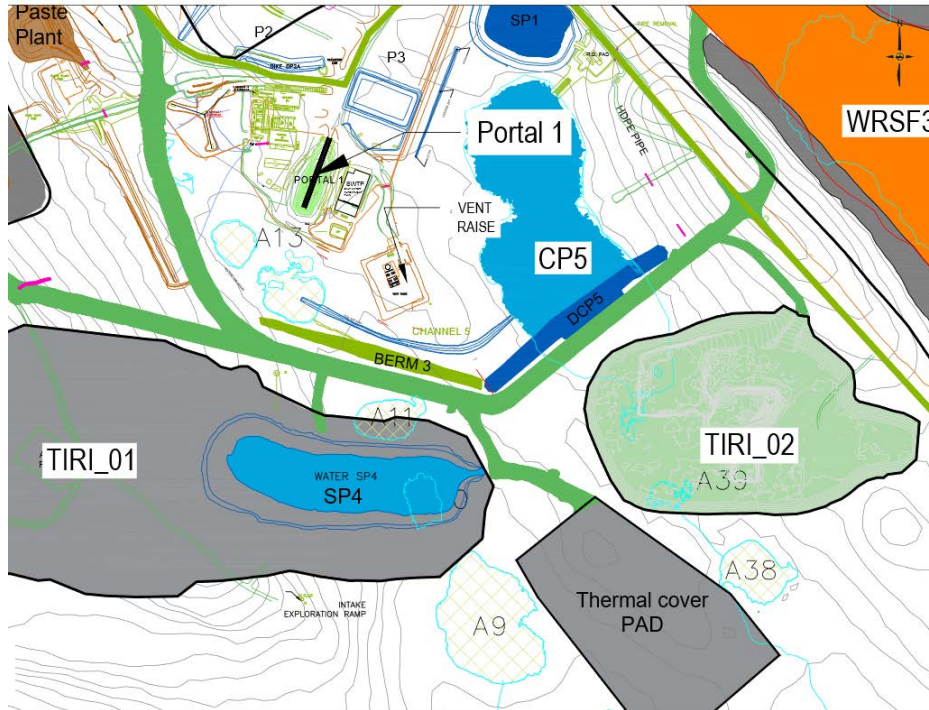 Paste
Plant
P2
SP1
P3
WRSF3
HDPE PIPE
Portal 1
PORTAL 1
VENT
RAISE
A13
CP5
DCP5
CHANNEL 5
BERM 3
A11
TIRI_01
WATER SP4
SP4
TIRI_02
A39
INTAKE
EXPLORATION RAMP
A9
Thermal cover
PAD
A38